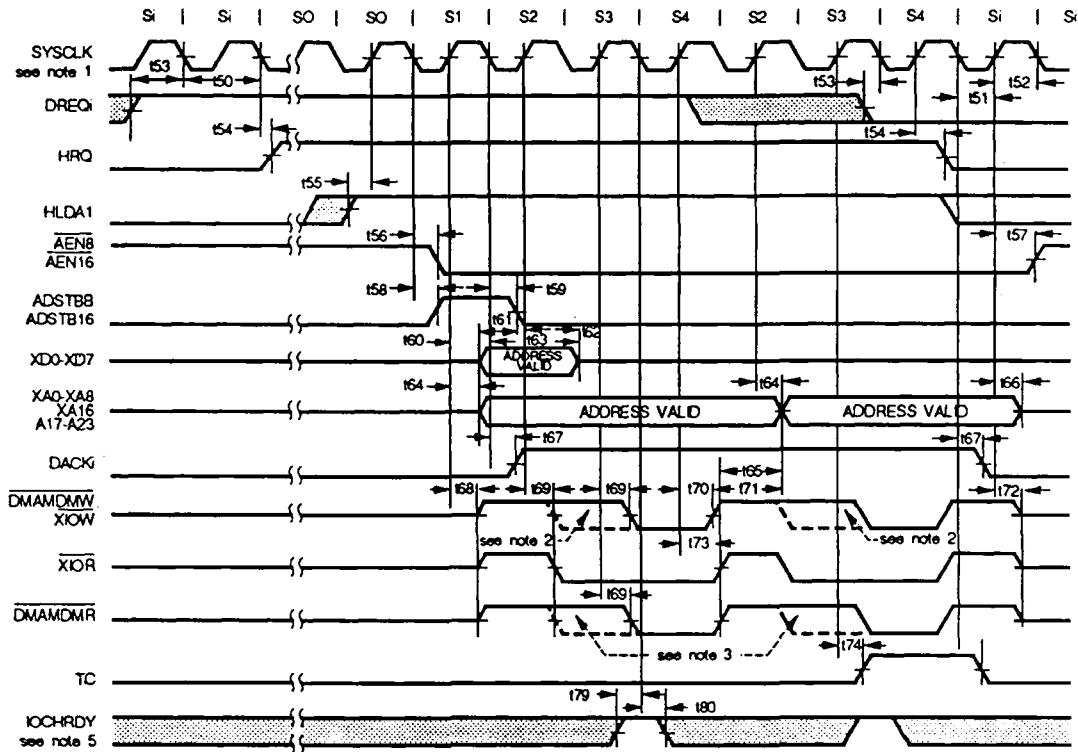 Si | Si | SO | SO | S1 | S2 | S3 | S4 | S2 | S3 | S4 | Si | Si
SYSCLK
see note 1
t53 t50 t53 t51 t52
DREQi
t54 t54
HRQ
t55
HLDA1
t56 t57
AEN8
AEN16
t58 t59
ADSTB8
ADSTB16
t61 t62
t60 t63
XD0-XD7 ADDRESS VALID
t64 t64 t66
XA0-XA8
XA16
A17-A23
ADDRESS VALID ADDRESS VALID
t67 t67
DACKi
t65
t68 t69 t69 t70 t71 t72
DMAMDMW
XIOW
see note 2 see note 2
t73
XIOR
t69
DMAMDMR
see note 3
t74
TC
t79
t80
IOCHRDY
see note 5